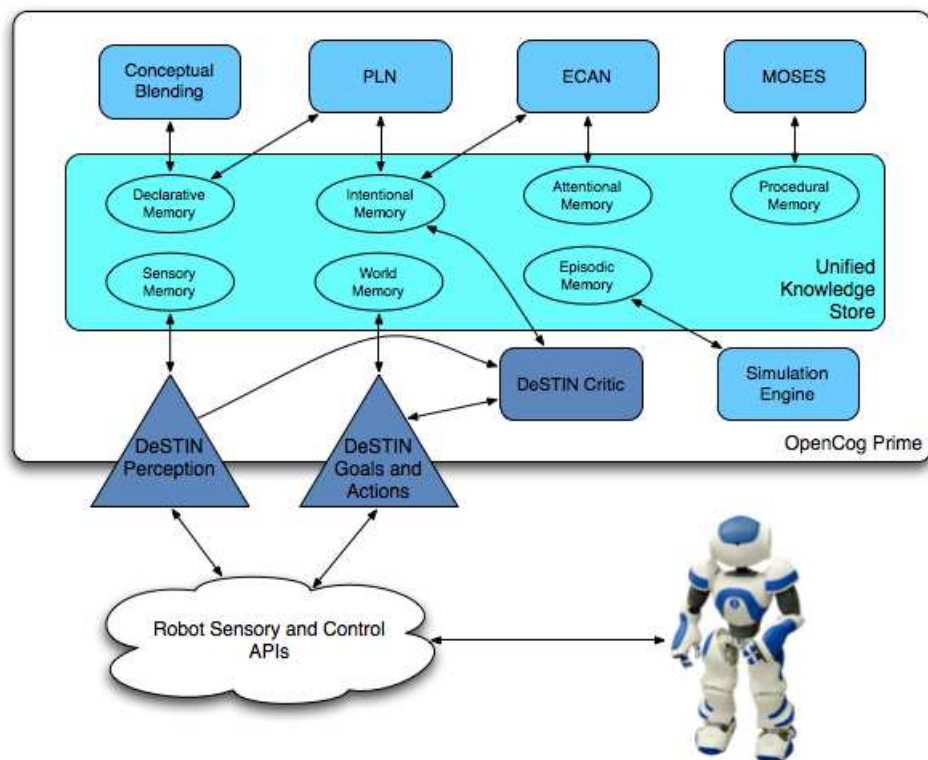 Conceptual
Blending
PLN
ECAN
MOSES
Declarative
Memory
Intentional
Memory
Attentional
Memory
Procedural
Memory
Sensory
Memory
World
Memory
Episodic
Memory
Unified
Knowledge
Store
DeSTIN Critic
Simulation
Engine
DeSTIN
Perception
DeSTIN
Goals and
Actions
OpenCog Prime
Robot Sensory and Control
APIs